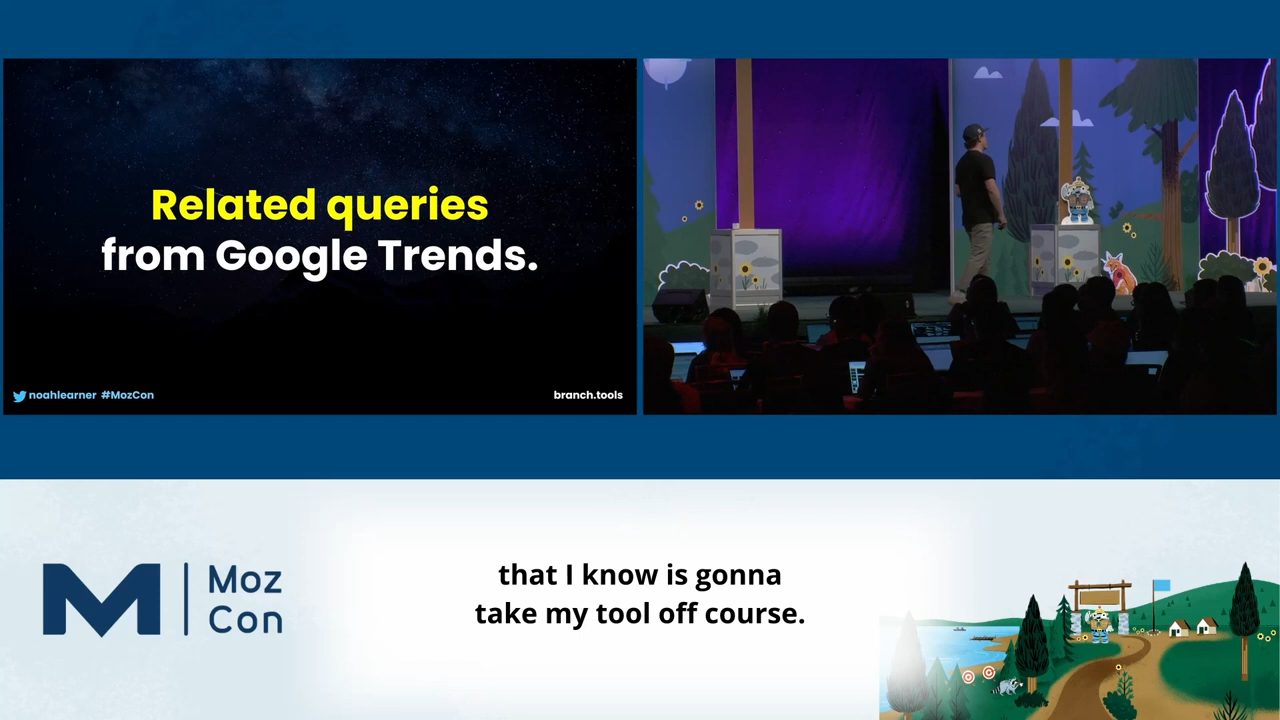 Related queries
from Google Trends.
noahlearner #MozCon
branch.tools
Moz
Con
that I know is gonna
take my tool off course.